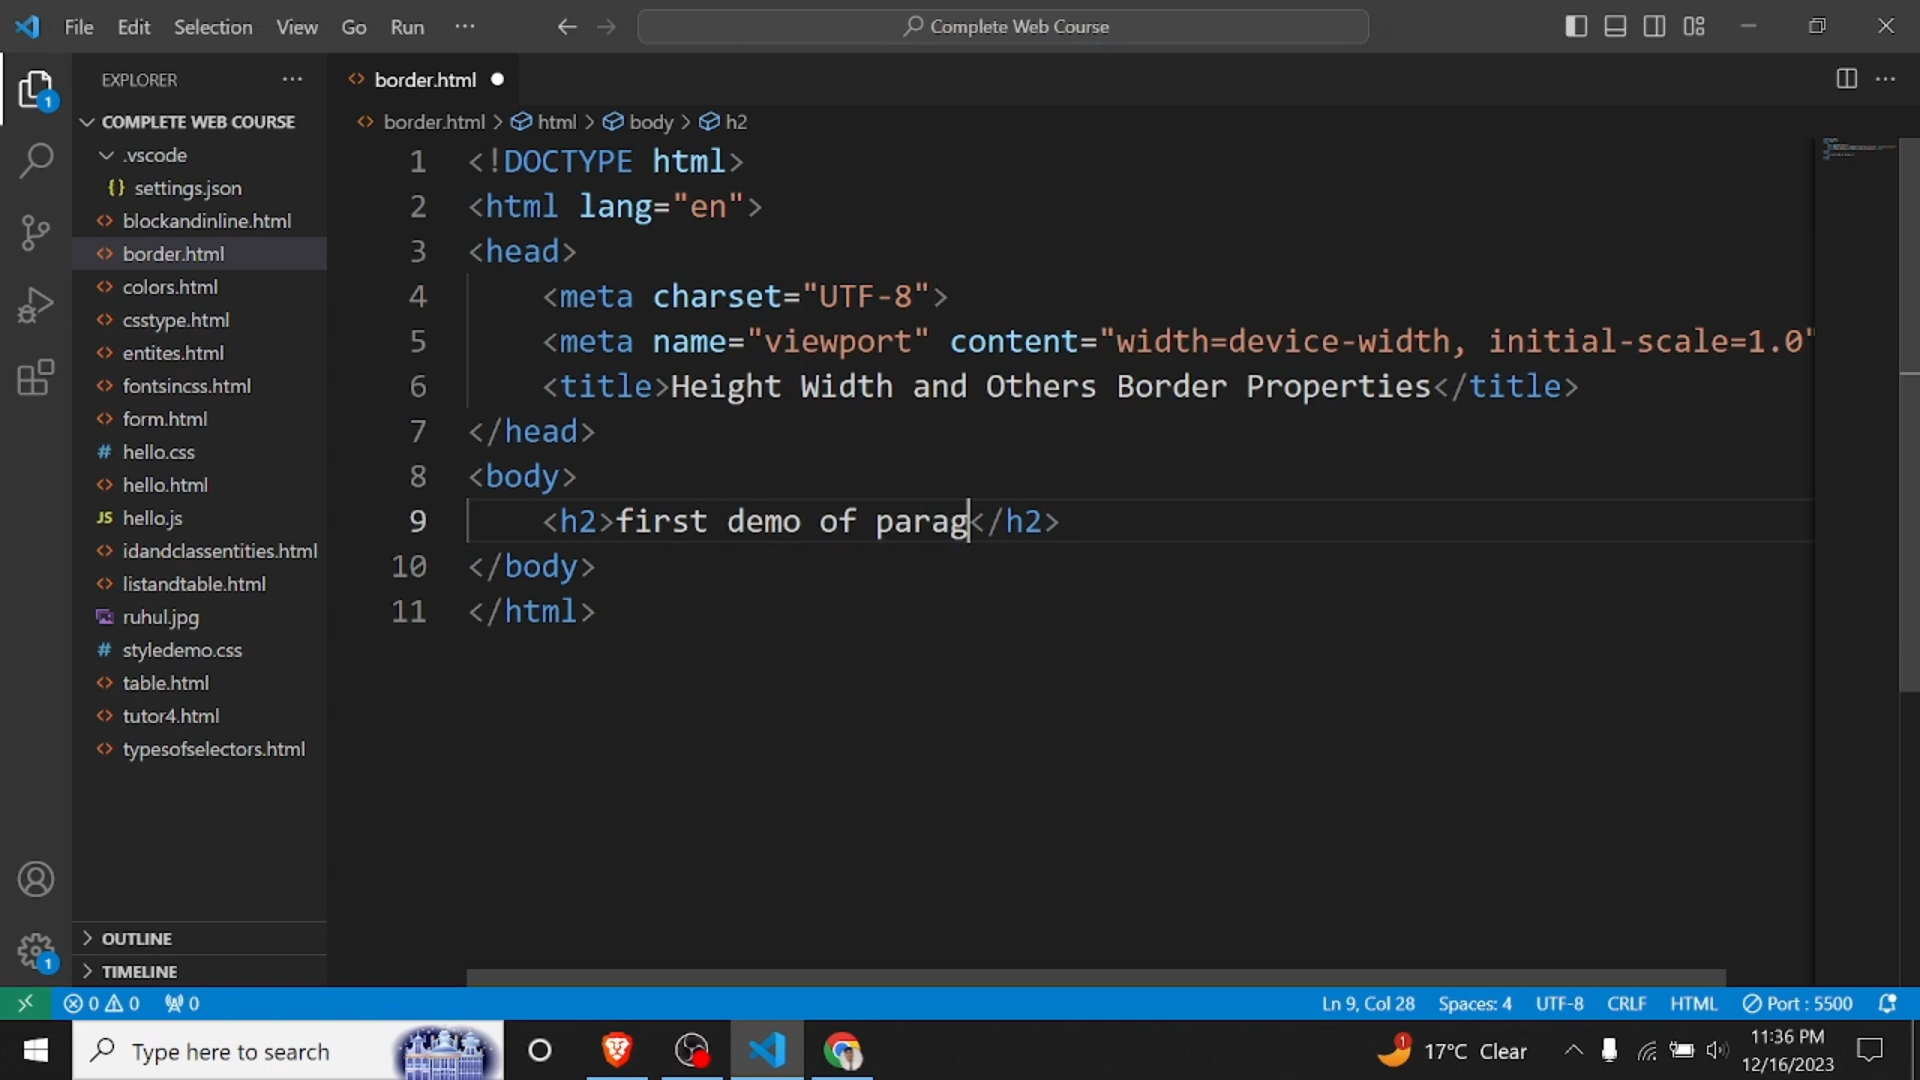 File Edit Selection View Go Run ···
Complete Web Course
EXPLORER ···
border.html
COMPLETE WEB COURSE
border.html > html > body > h2
.vscode
{} settings.json
<> blockandinline.html
<> border.html
<> colors.html
<> csstype.html
<> entites.html
<> fontsincss.html
<> form.html
# hello.css
<> hello.html
JS hello.js
<> idandclassentities.html
<> listandtable.html
ruhul.jpg
# styledemo.css
<> table.html
<> tutor4.html
<> typesofselectors.html
1 <!DOCTYPE html>
2 <html lang="en">
3 <head>
4 <meta charset="UTF-8">
5 <meta name="viewport" content="width=device-width, initial-scale=1.0"
6 <title>Height Width and Others Border Properties</title>
7 </head>
8 <body>
9 <h2>first demo of parag</h2>
10 </body>
11 </html>
1
1
OUTLINE
TIMELINE
0 0 0
Ln 9, Col 28 Spaces: 4 UTF-8 CRLF HTML Port : 5500
Type here to search
1 17°C Clear
11:36 PM
12/16/2023